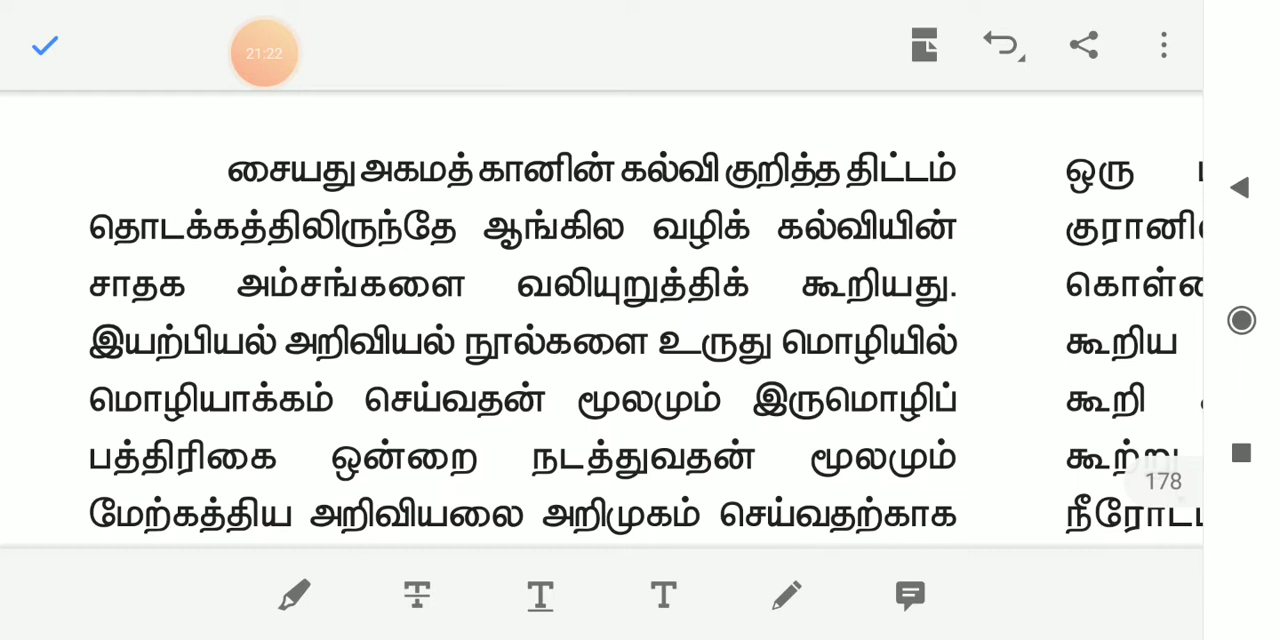 21:22
சையது அகமத் கானின் கல்வி குறித்த திட்டம்
தொடக்கத்திலிருந்தே ஆங்கில வழிக் கல்வியின்
சாதக அம்சங்களை வலியுறுத்திக் கூறியது.
இயற்பியல் அறிவியல் நூல்களை உருது மொழியில்
மொழியாக்கம் செய்வதன் மூலமும் இருமொழிப்
பத்திரிகை ஒன்றை நடத்துவதன் மூலமும்
மேற்கத்திய அறிவியலை அறிமுகம் செய்வதற்காக
ஒரு
கூறிய
கூறி
கூற்று
178